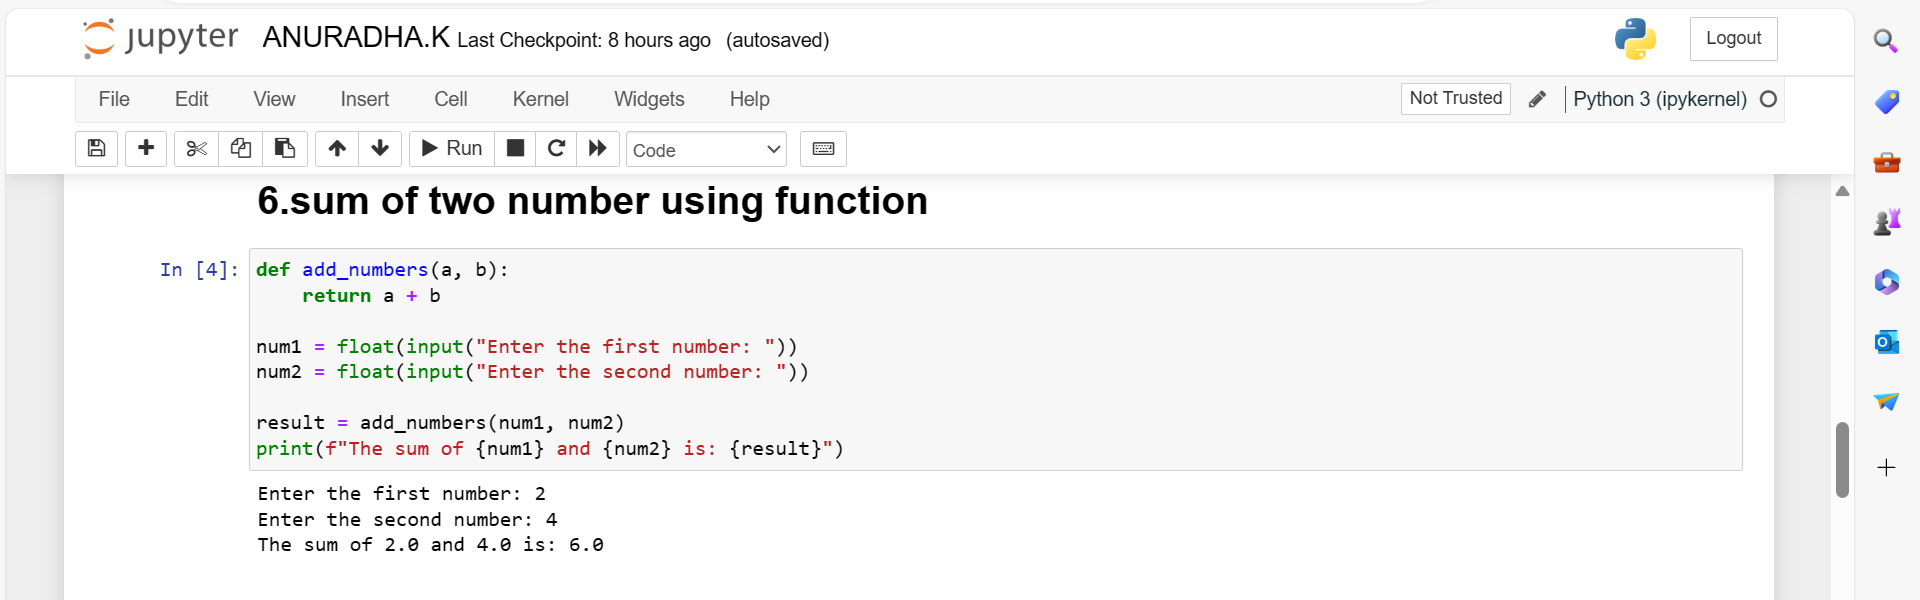 jupyter ANURADHA.K Last Checkpoint: 8 hours ago (autosaved) Logout
File Edit View Insert Cell Kernel Widgets Help Not Trusted Python 3 (ipykernel)
Run Code
6.sum of two number using function
In [4]: def add_numbers(a, b):
    return a + b
num1 = float(input("Enter the first number: "))
num2 = float(input("Enter the second number: "))
result = add_numbers(num1, num2)
print(f"The sum of {num1} and {num2} is: {result}")
Enter the first number: 2
Enter the second number: 4
The sum of 2.0 and 4.0 is: 6.0